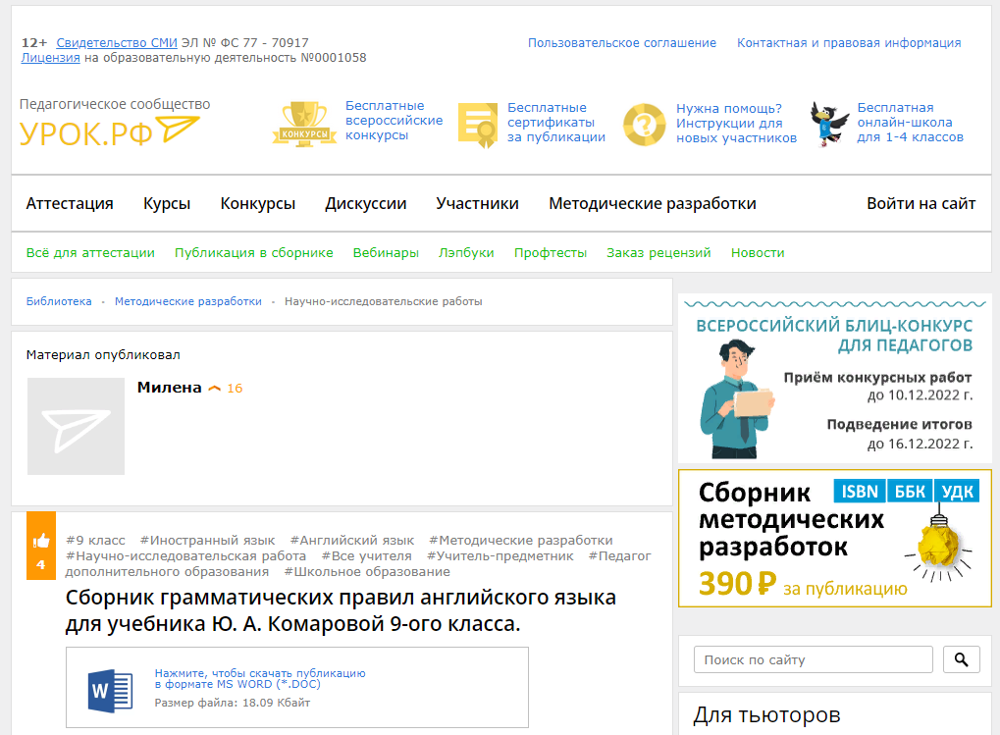 12+ Свидетельство СМИ ЭЛ № ФС 77 - 70917
Лицензия на образовательную деятельность №0001058
Пользовательское соглашение Контактная и правовая информация
Педагогическое сообщество
УРОК.РФ
КОНКУРСЫ
Бесплатные
всероссийские
конкурсы
Бесплатные
сертификаты
за публикации
Нужна помощь?
Инструкции для
новых участников
Бесплатная
онлайн-школа
для 1-4 классов
Аттестация Курсы Конкурсы Дискуссии Участники Методические разработки Войти на сайт
Всё для аттестации Публикация в сборнике Вебинары Лэпбуки Профтесты Заказ рецензий Новости
Библиотека · Методические разработки · Научно-исследовательские работы
Материал опубликовал
Милена 16
4
#9 класс #Иностранный язык #Английский язык #Методические разработки
#Научно-исследовательская работа #Все учителя #Учитель-предметник #Педагог
дополнительного образования #Школьное образование
Сборник грамматических правил английского языка
для учебника Ю. А. Комаровой 9-ого класса.
W
Нажмите, чтобы скачать публикацию
в формате MS WORD (*.DOC)
Размер файла: 18.09 Кбайт
ВСЕРОССИЙСКИЙ БЛИЦ-КОНКУРС
ДЛЯ ПЕДАГОГОВ
Приём конкурсных работ
до 10.12.2022 г.
Подведение итогов
до 16.12.2022 г.
Сборник
методических
разработок
ISBN ББК УДК
390 ₽ за публикацию
Поиск по сайту
Для тьюторов